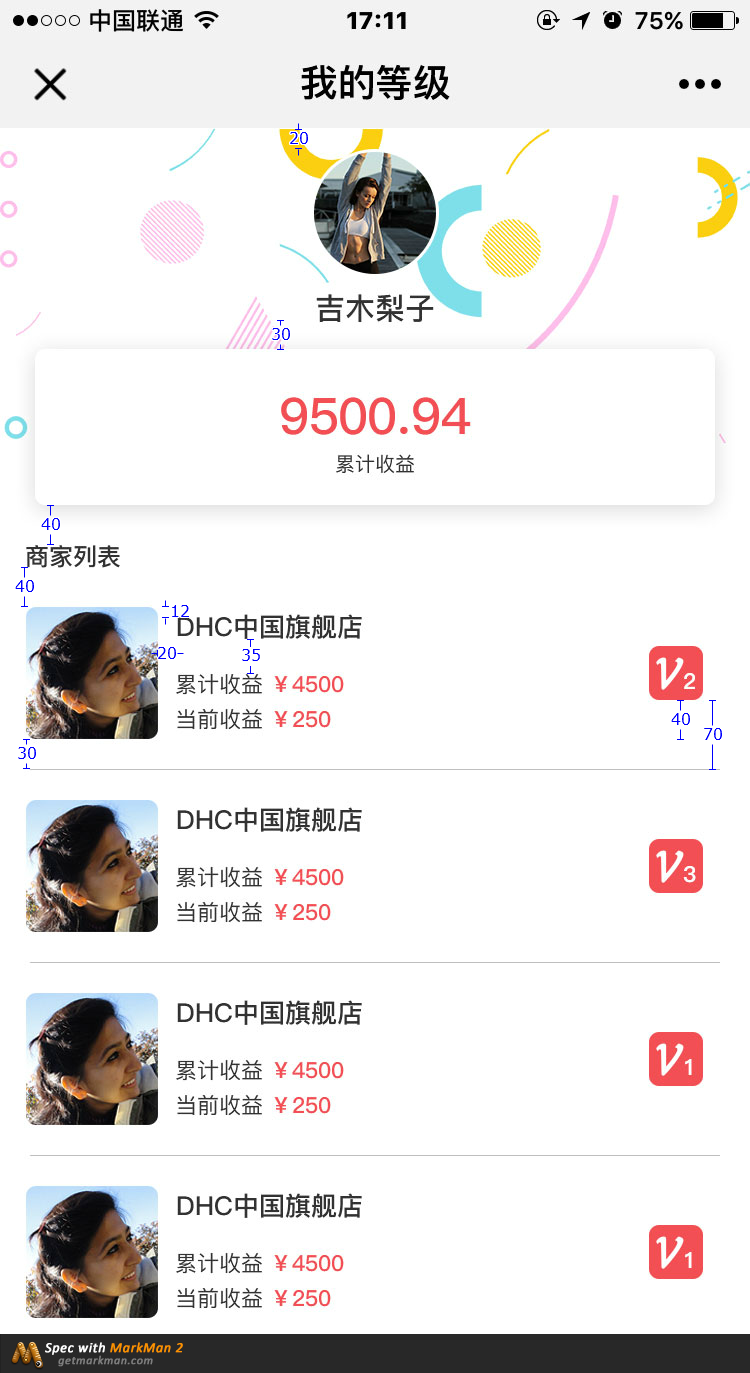 中国联通 17:11 75%
我的等级
20
吉木梨子
30
9500.94
累计收益
40
商家列表
40
12
DHC中国旗舰店
20
35
累计收益 ¥4500
V2
当前收益 ¥250
40
70
30
DHC中国旗舰店
累计收益 ¥4500
V3
当前收益 ¥250
DHC中国旗舰店
累计收益 ¥4500
V1
当前收益 ¥250
DHC中国旗舰店
累计收益 ¥4500
V1
当前收益 ¥250
Spec with MarkMan 2
getmarkman.com